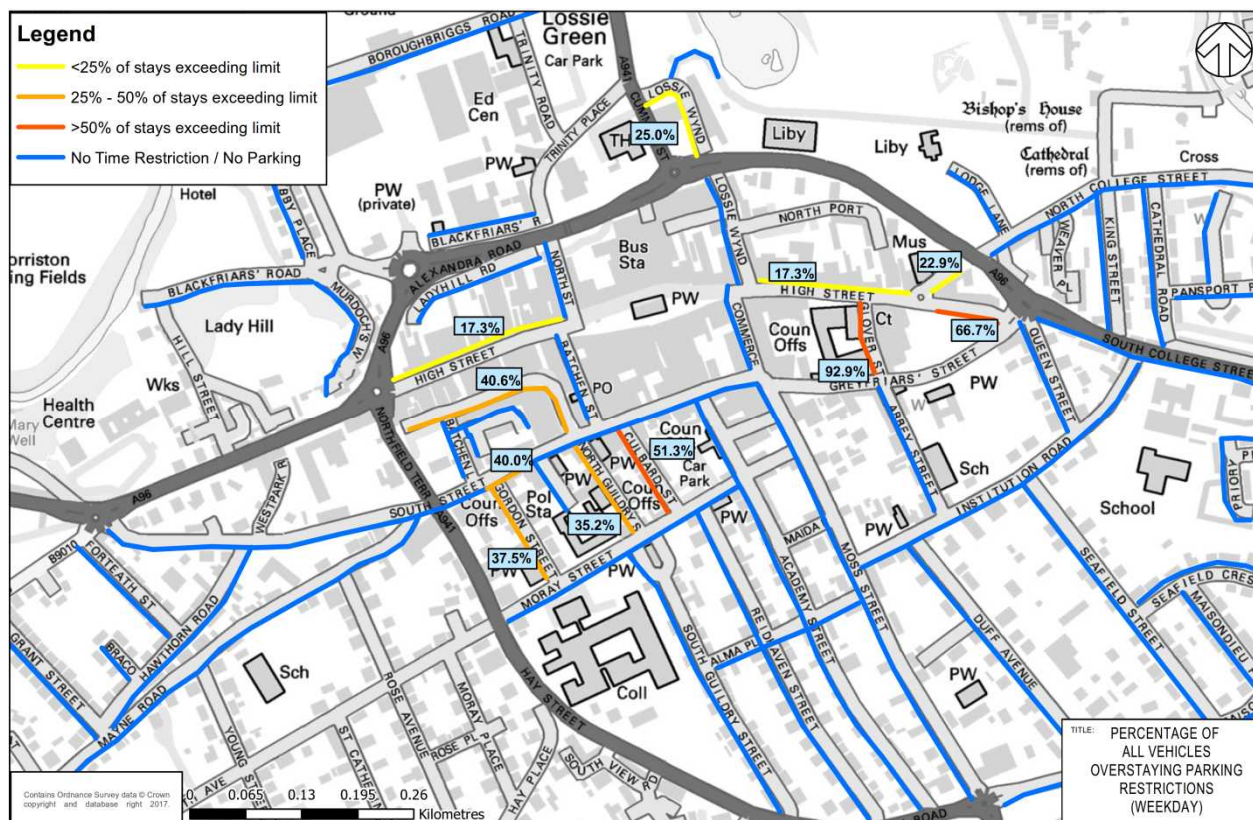 Legend
<25% of stays exceeding limit
25% - 50% of stays exceeding limit
>50% of stays exceeding limit
No Time Restriction / No Parking
BOROUGHBRIGGS ROAD
LOSSIE
Green
Car Park
TRINITY ROAD
TRINITY PLACE
Ed
Cen
A941
LOSSIE WYND
25.0%
TH
PW
Liby
Liby
Bishop's House
(rems of)
Cathedral
(rems of)
Cross
Hotel
PW
(private)
LODGE LANE
NORTH COLLEGE STREET
BLACKFRIARS' R
ALEXANDRA ROAD
LADYHILL RD
NORTH ST
Bus
Sta
LOSSIE WYND
NORTH PORT
Mus
22.9%
A96
WEAVER PL
KING STREET
CATHEDRAL ROAD
BLACKFRIARS' ROAD
MURDOCH'S W
Lady Hill
HILL STREET
Wks
Health
Centre
A96
17.3%
HIGH STREET
17.3%
HIGH STREET
PW
COMMERCE
Coun
Offs
Ct
GLOVER ST
66.7%
92.9%
GREYFRIARS' STREET
QUEEN STREET
SOUTH COLLEGE STREET
40.6%
BATCHEN ST
PO
PW
ABBEY STREET
Sch
INSTITUTION ROAD
School
PRIORY
NORTHFIELD TERR
A941
40.0%
SOUTH STREET
WESTPARK R
A96
B9010
Coun
Offs
GORDON STREET
Pol
Sta
PW
PW
35.2%
37.5%
PW
51.3%
CULBARD ST
Coun
Offs
Car
Park
PW
PW
MORAY STREET
PW
MAIDA
FORTEATH ST
HAWTHORN ROAD
GRANT STREET
BRACO
MAYNE ROAD
Sch
Coll
HAY STREET
SOUTH GUILDRY STREET
ALMA PL
REIDHAVEN STREET
ACADEMY STREET
MOSS STREET
DUFF AVENUE
PW
SEAFIELD STREET
SEAFIELD CRES
ROSE AVENUE
ROSE PL
MORAY PLACE
HAY PLACE
SOUTH VIEW
RD
TITLE:
PERCENTAGE OF
ALL VEHICLES
OVERSTAYING PARKING
RESTRICTIONS
(WEEKDAY)
Contains Ordnance Survey data © Crown
copyright and database right 2017.
0 0.065 0.13 0.195 0.26
Kilometres